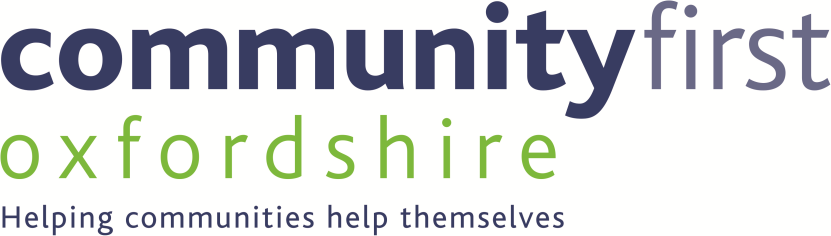 communityfirst
oxfordshire
Helping communities help themselves